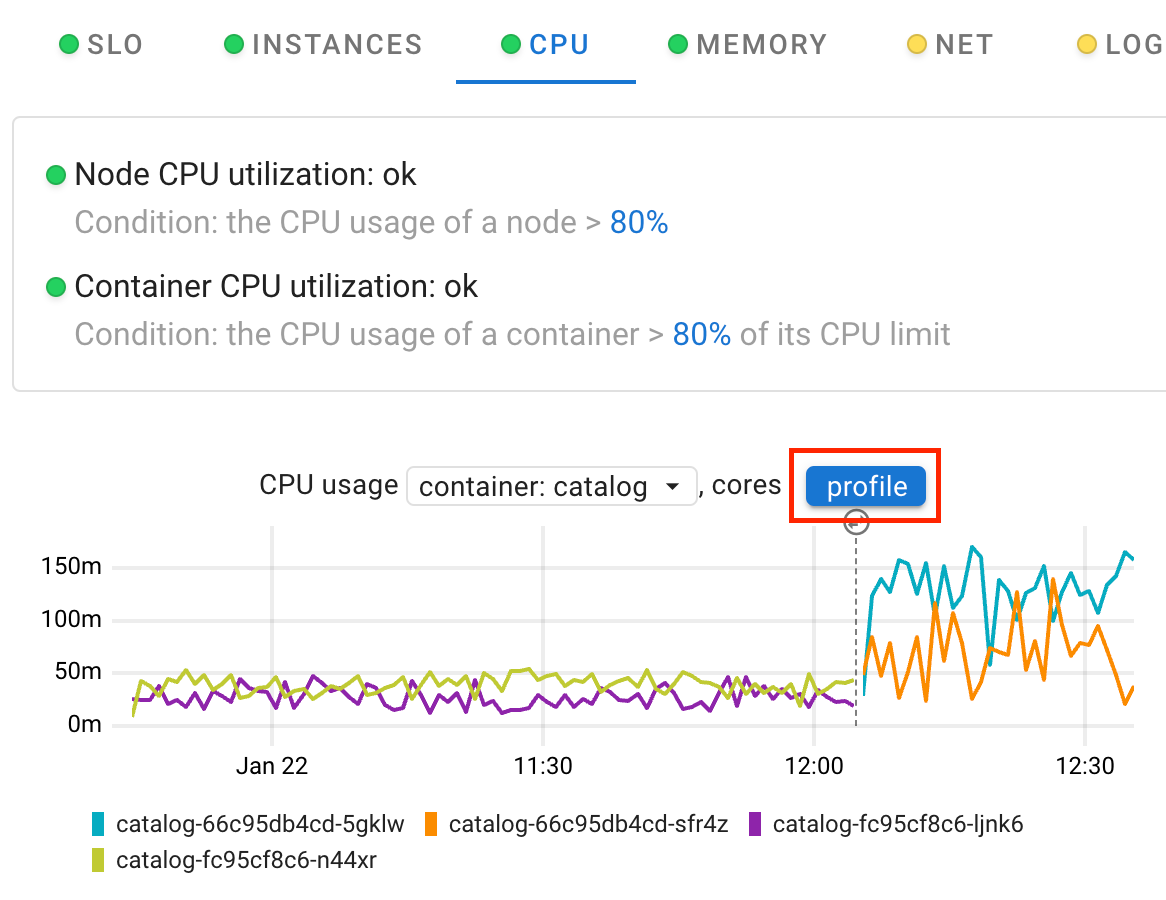 SLO INSTANCES CPU MEMORY NET LOG
Node CPU utilization: ok
Condition: the CPU usage of a node > 80%
Container CPU utilization: ok
Condition: the CPU usage of a container > 80% of its CPU limit
CPU usage container: catalog , cores profile
150m
100m
50m
0m
Jan 22 11:30 12:00 12:30
catalog-66c95db4cd-5gklw catalog-66c95db4cd-sfr4z catalog-fc95cf8c6-ljnk6
catalog-fc95cf8c6-n44xr